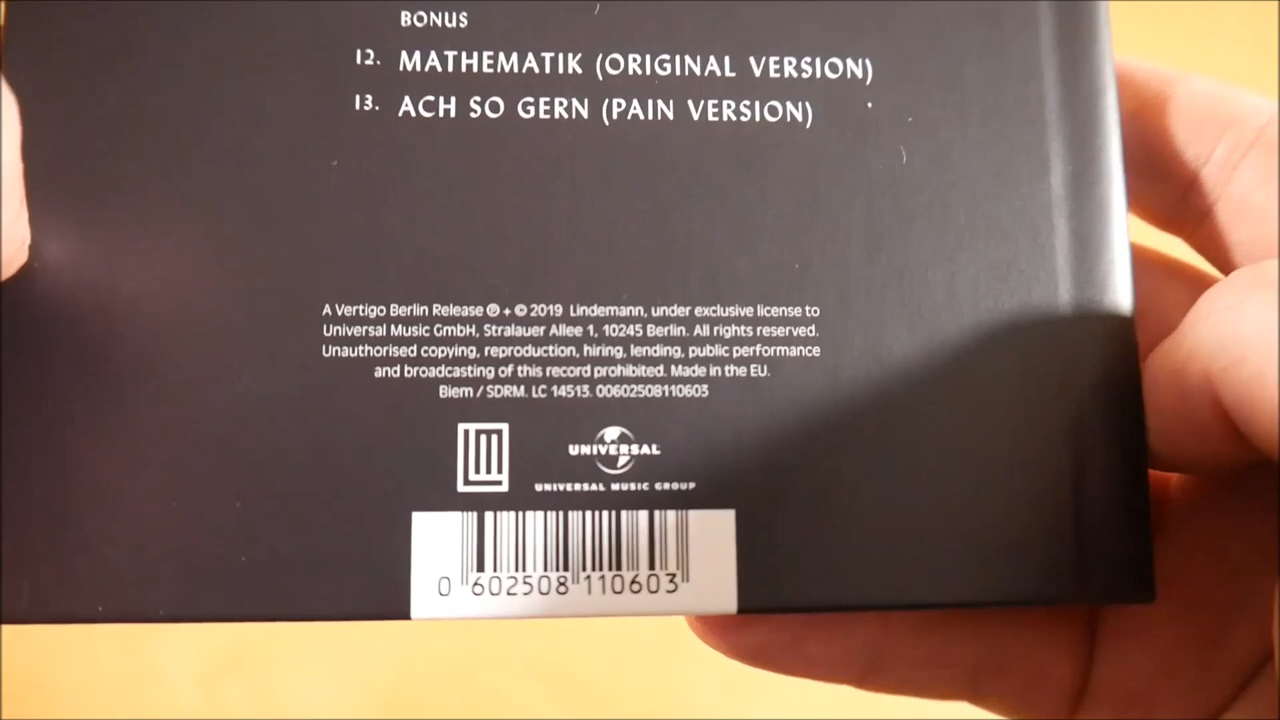 BONUS
12. MATHEMATIK (ORIGINAL VERSION)
13. ACH SO GERN (PAIN VERSION)
A Vertigo Berlin Release ℗ + © 2019 Lindemann, under exclusive license to
Universal Music GmbH, Stralauer Allee 1, 10245 Berlin. All rights reserved.
Unauthorised copying, reproduction, hiring, lending, public performance
and broadcasting of this record prohibited. Made in the EU.
Biem / SDRM. LC 14513. 00602508110603
LM
UNIVERSAL
UNIVERSAL MUSIC GROUP
0 602508 110603